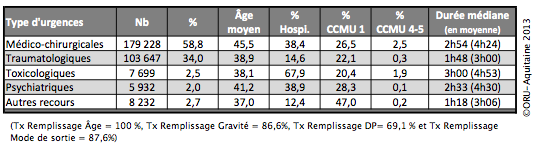 Type d'urgences Nb % Âge moyen % Hospl. % CCMU 1 % CCMU 4-5 Durée médiane (en moyenne)
Médico-chirurgicales 179 228 58,8 45,5 38,4 26,5 2,5 2h54 (4h24)
Traumatologiques 103 647 34,0 38,9 14,6 22,1 0,3 1h48 (3h00)
Toxicologiques 7 699 2,5 38,1 67,9 20,4 1,9 3h00 (4h53)
Psychiatriques 5 932 2,0 41,2 38,9 28,3 0,1 2h33 (4h30)
Autres recours 8 232 2,7 37,0 12,4 47,0 0,2 1h18 (3h06)
(Tx Remplissage Âge = 100 %, Tx Remplissage Gravité = 86,6%, Tx Remplissage DP= 69,1 % et Tx Remplissage
Mode de sortie = 87,6%)
©ORU-Aquitaine 2013